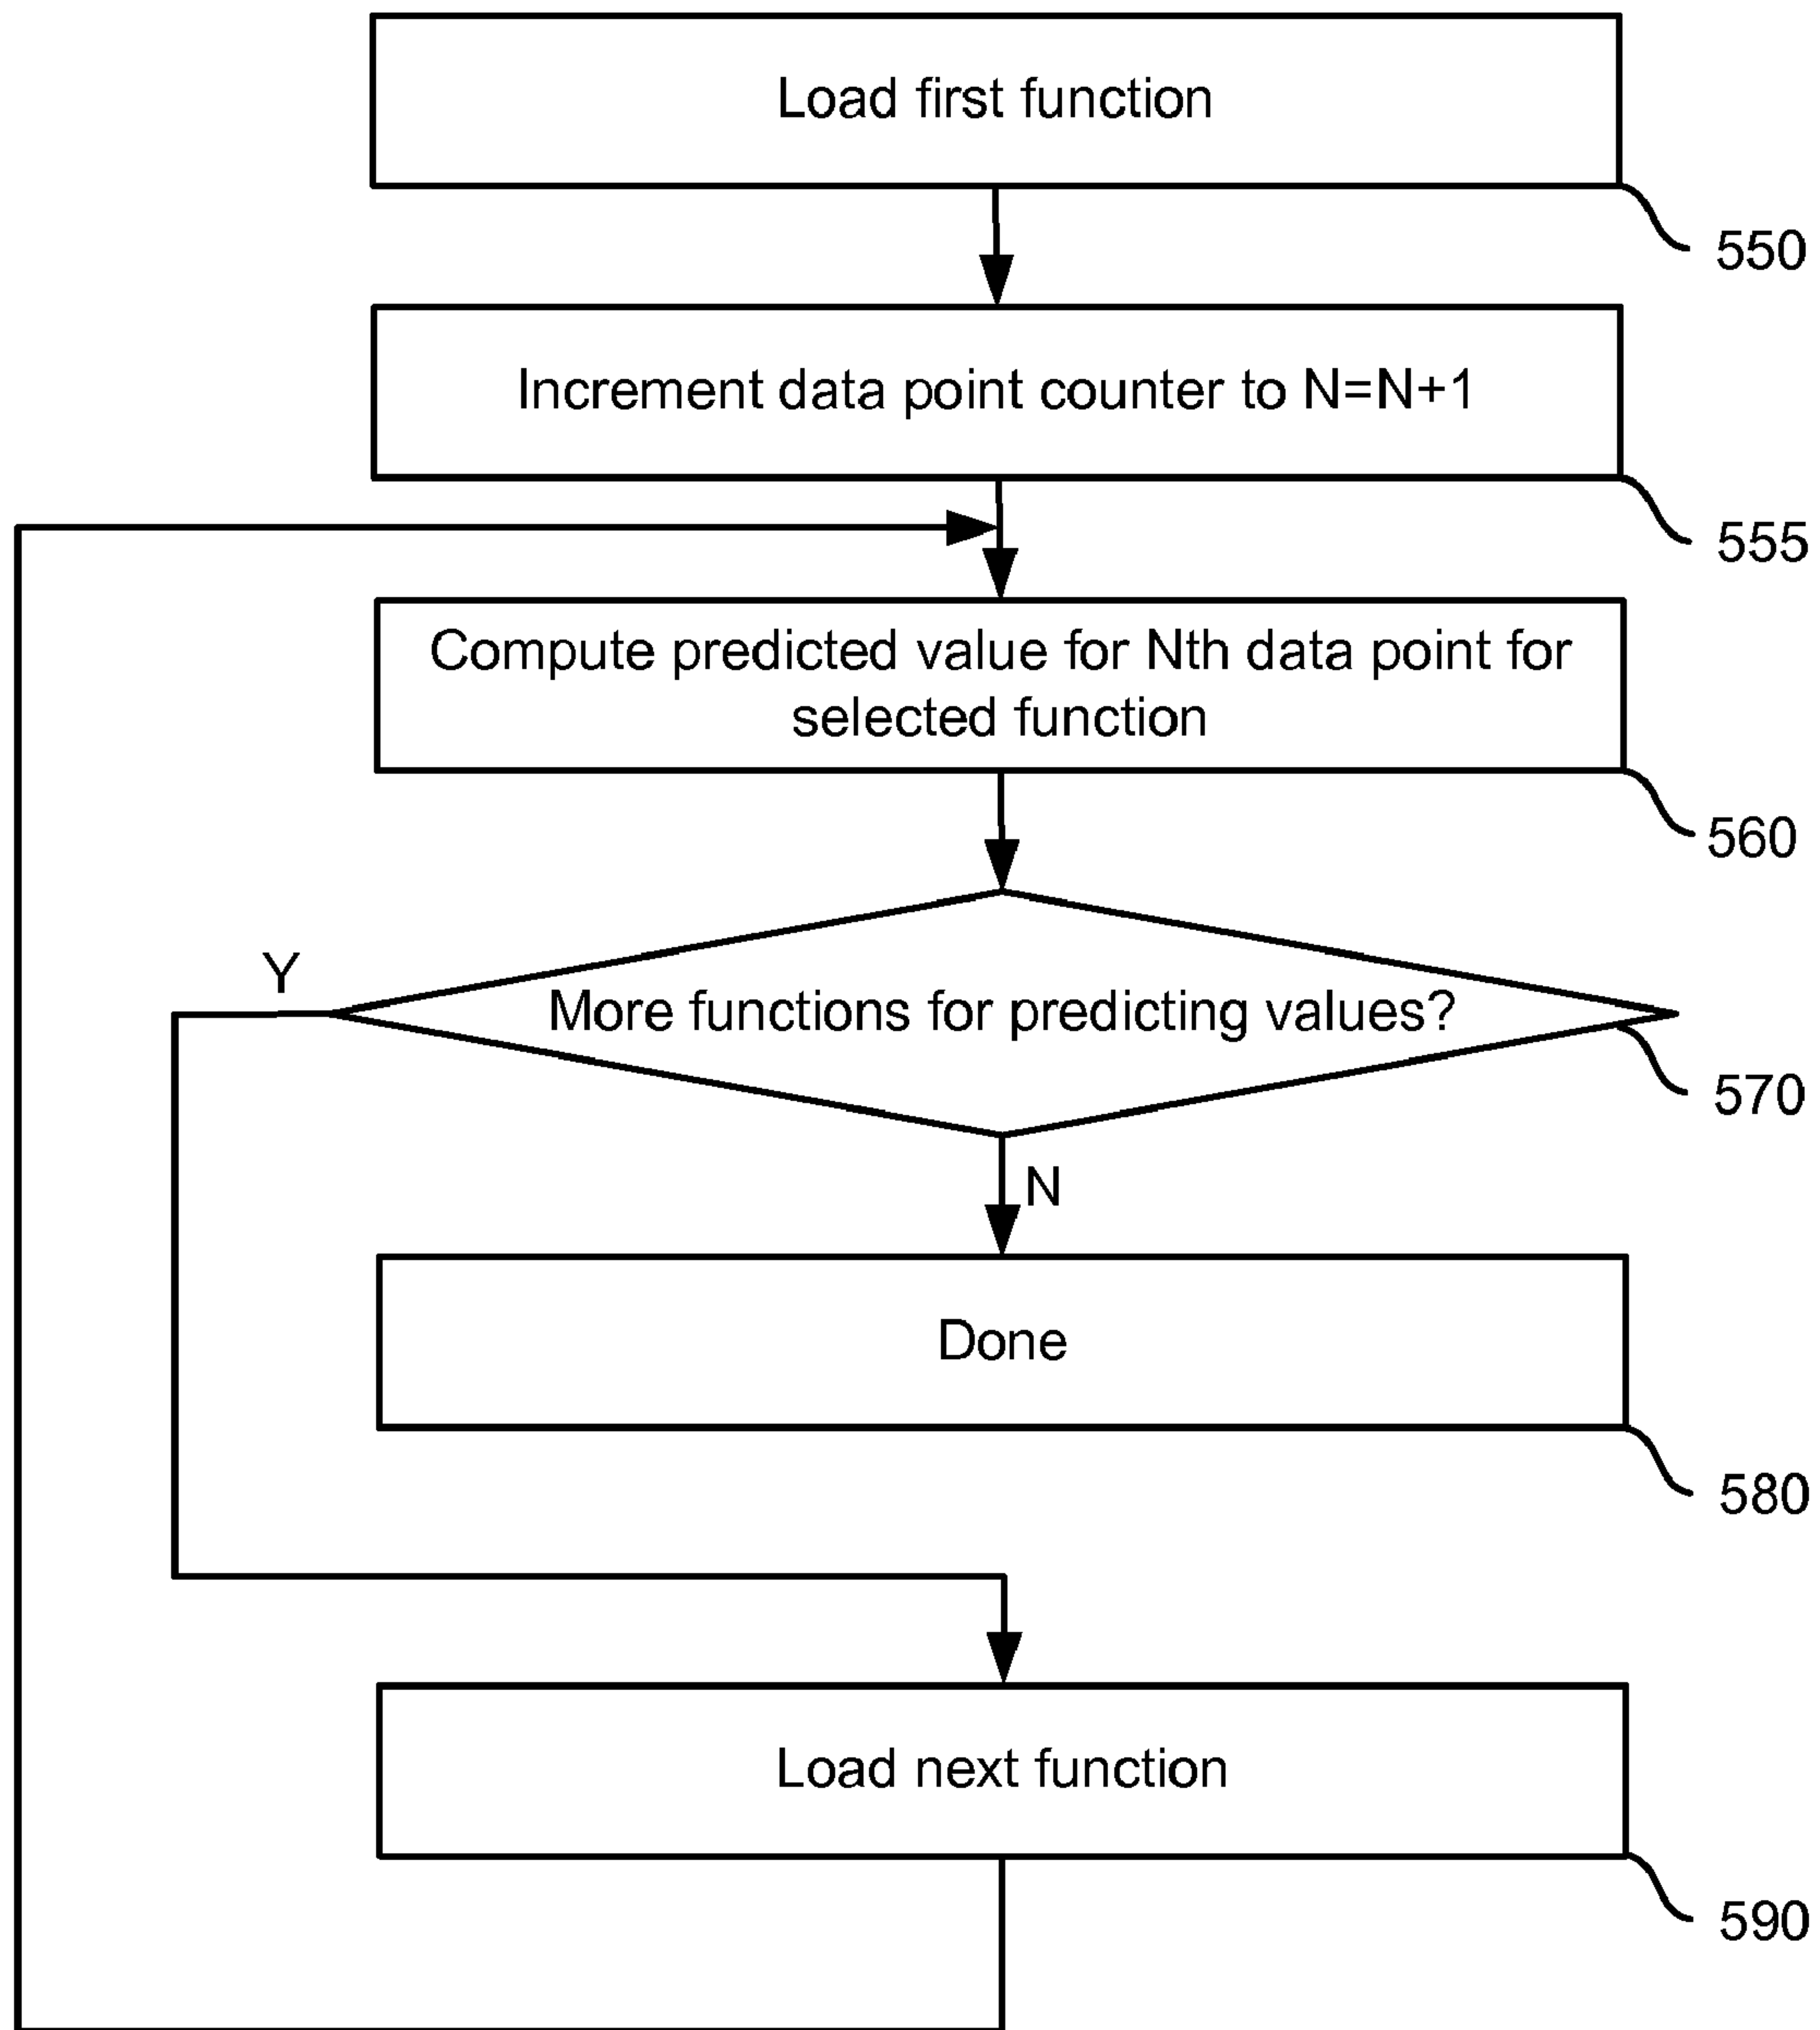 Load first function
550
Increment data point counter to N=N+1
555
Compute predicted value for Nth data point for
selected function
560
Y
More functions for predicting values?
570
N
Done
580
Load next function
590